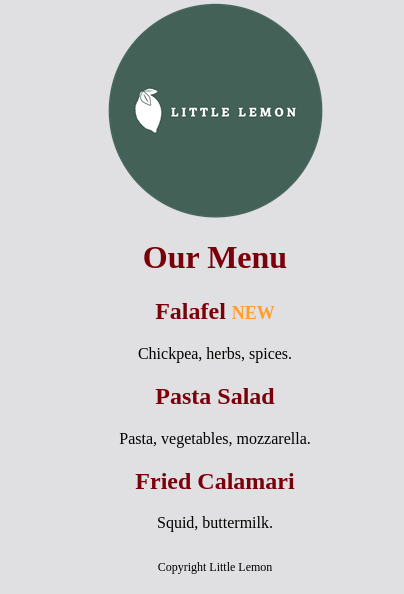 LITTLE LEMON
Our Menu
Falafel NEW
Chickpea, herbs, spices.
Pasta Salad
Pasta, vegetables, mozzarella.
Fried Calamari
Squid, buttermilk.
Copyright Little Lemon